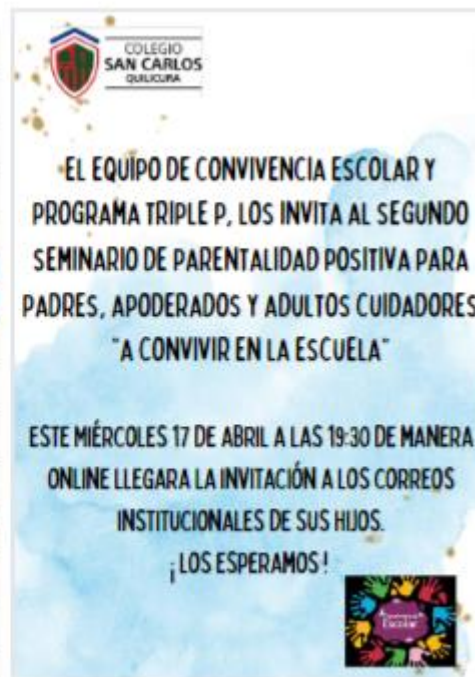 COLEGIO
SAN CARLOS
QUILICURA
EL EQUIPO DE CONVIVENCIA ESCOLAR Y
PROGRAMA TRIPLE P, LOS INVITA AL SEGUNDO
SEMINARIO DE PARENTALIDAD POSITIVA PARA
PADRES, APODERADOS Y ADULTOS CUIDADORES
"A CONVIVIR EN LA ESCUELA"
ESTE MIÉRCOLES 17 DE ABRIL A LAS 19:30 DE MANERA
ONLINE LLEGARA LA INVITACIÓN A LOS CORREOS
INSTITUCIONALES DE SUS HIJOS.
¡LOS ESPERAMOS!
Escolar